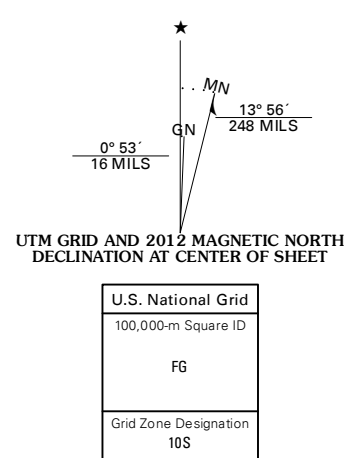 ★
MN
GN
13° 56´
248 MILS
0° 53´
16 MILS
UTM GRID AND 2012 MAGNETIC NORTH
DECLINATION AT CENTER OF SHEET
U.S. National Grid
100,000-m Square ID
FG
Grid Zone Designation
10S